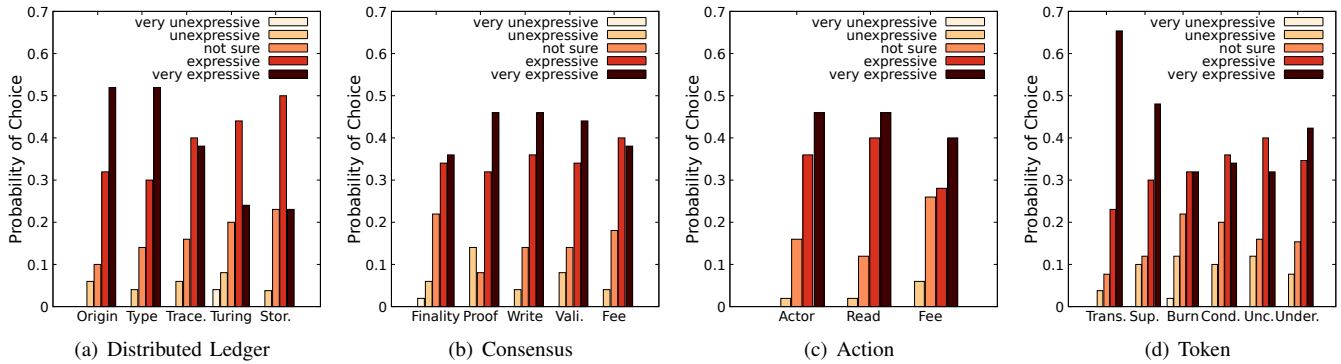 Probability of Choice
0.7
0.6
0.5
0.4
0.3
0.2
0.1
0
very unexpressive
unexpressive
not sure
expressive
very expressive
Origin Type Trace. Turing Stor.
(a) Distributed Ledger
Probability of Choice
0.7
0.6
0.5
0.4
0.3
0.2
0.1
0
very unexpressive
unexpressive
not sure
expressive
very expressive
Finality Proof Write Vali. Fee
(b) Consensus
Probability of Choice
0.7
0.6
0.5
0.4
0.3
0.2
0.1
0
very unexpressive
unexpressive
not sure
expressive
very expressive
Actor Read Fee
(c) Action
Probability of Choice
0.7
0.6
0.5
0.4
0.3
0.2
0.1
0
very unexpressive
unexpressive
not sure
expressive
very expressive
Trans. Sup. Burn Cond. Unc. Under.
(d) Token